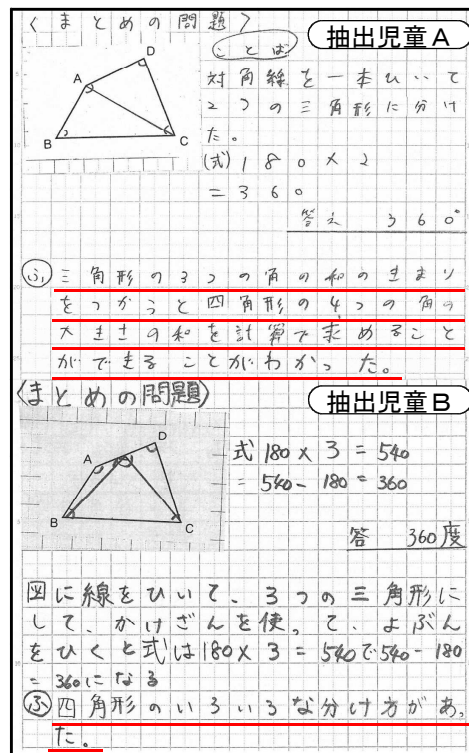 〈まとめの問題〉
抽出児童A
ことば
D
A
B
C
対角線を一本ひいて
2つの三角形に分け
た。
(式)180×2
=360
答え 360°
ふ 三角形の3つの角の和のきまり
をつかうと四角形の4つの角の
大きさの和を計算で求めること
ができることがわかった。
〈まとめの問題〉
抽出児童B
D
A
B
C
式 180×3=540
=540-180=360
答 360度
図に線をひいて、3つの三角形に
して、かけざんを使って、よぶん
をひくと式は180×3=540で540-180
=360になる
ふ 四角形のいろいろな分け方があっ
た。